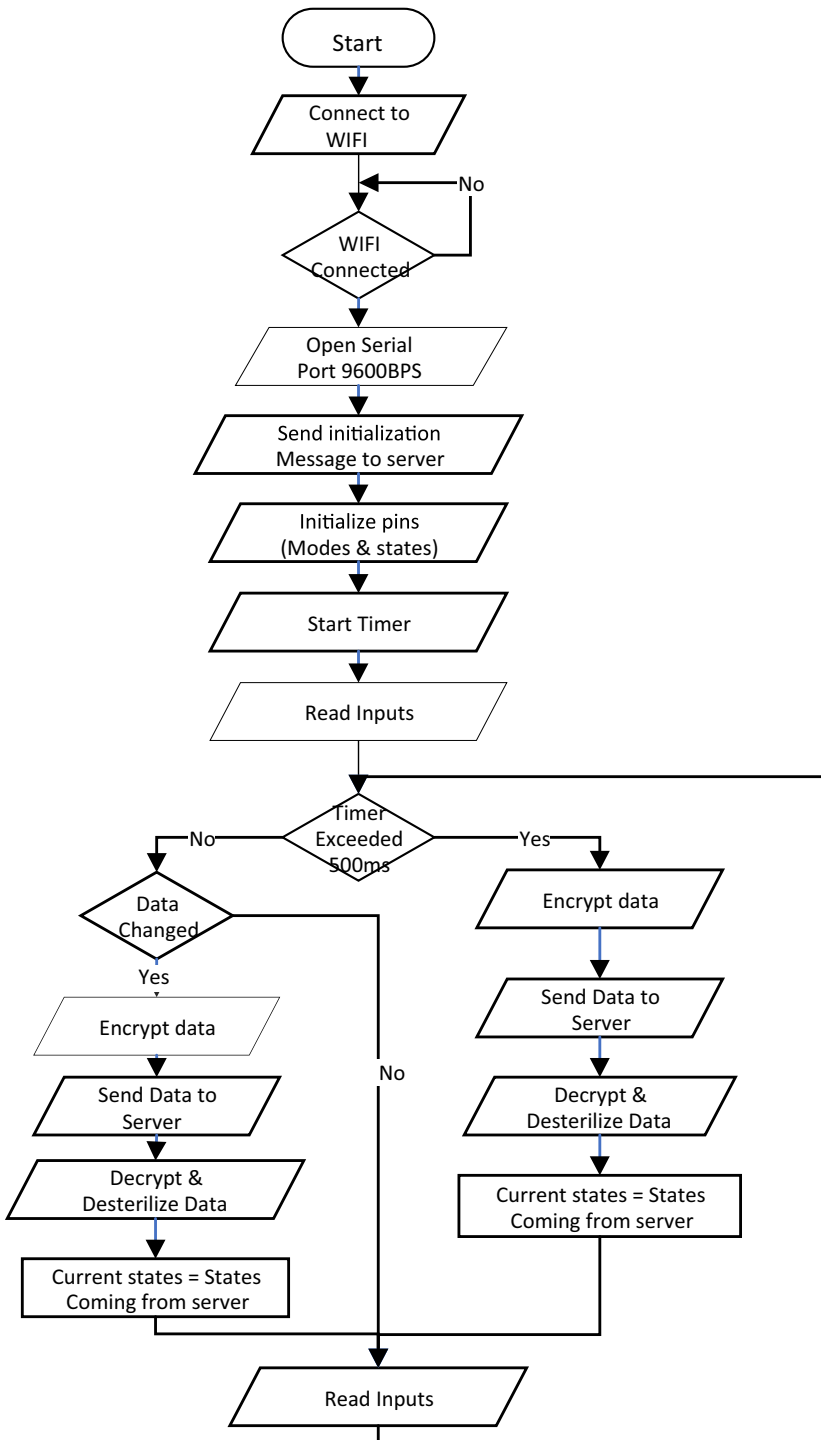 Start
Connect to
WIFI
No
WIFI
Connected
Open Serial
Port 9600BPS
Send initialization
Message to server
Initialize pins
(Modes & states)
Start Timer
Read Inputs
Timer
Exceeded
500ms
No
Yes
Data
Changed
Encrypt data
Yes
Encrypt data
Send Data to
Server
No
Send Data to
Server
Decrypt &
Desterilize Data
Decrypt &
Desterilize Data
Current states = States
Coming from server
Current states = States
Coming from server
Read Inputs